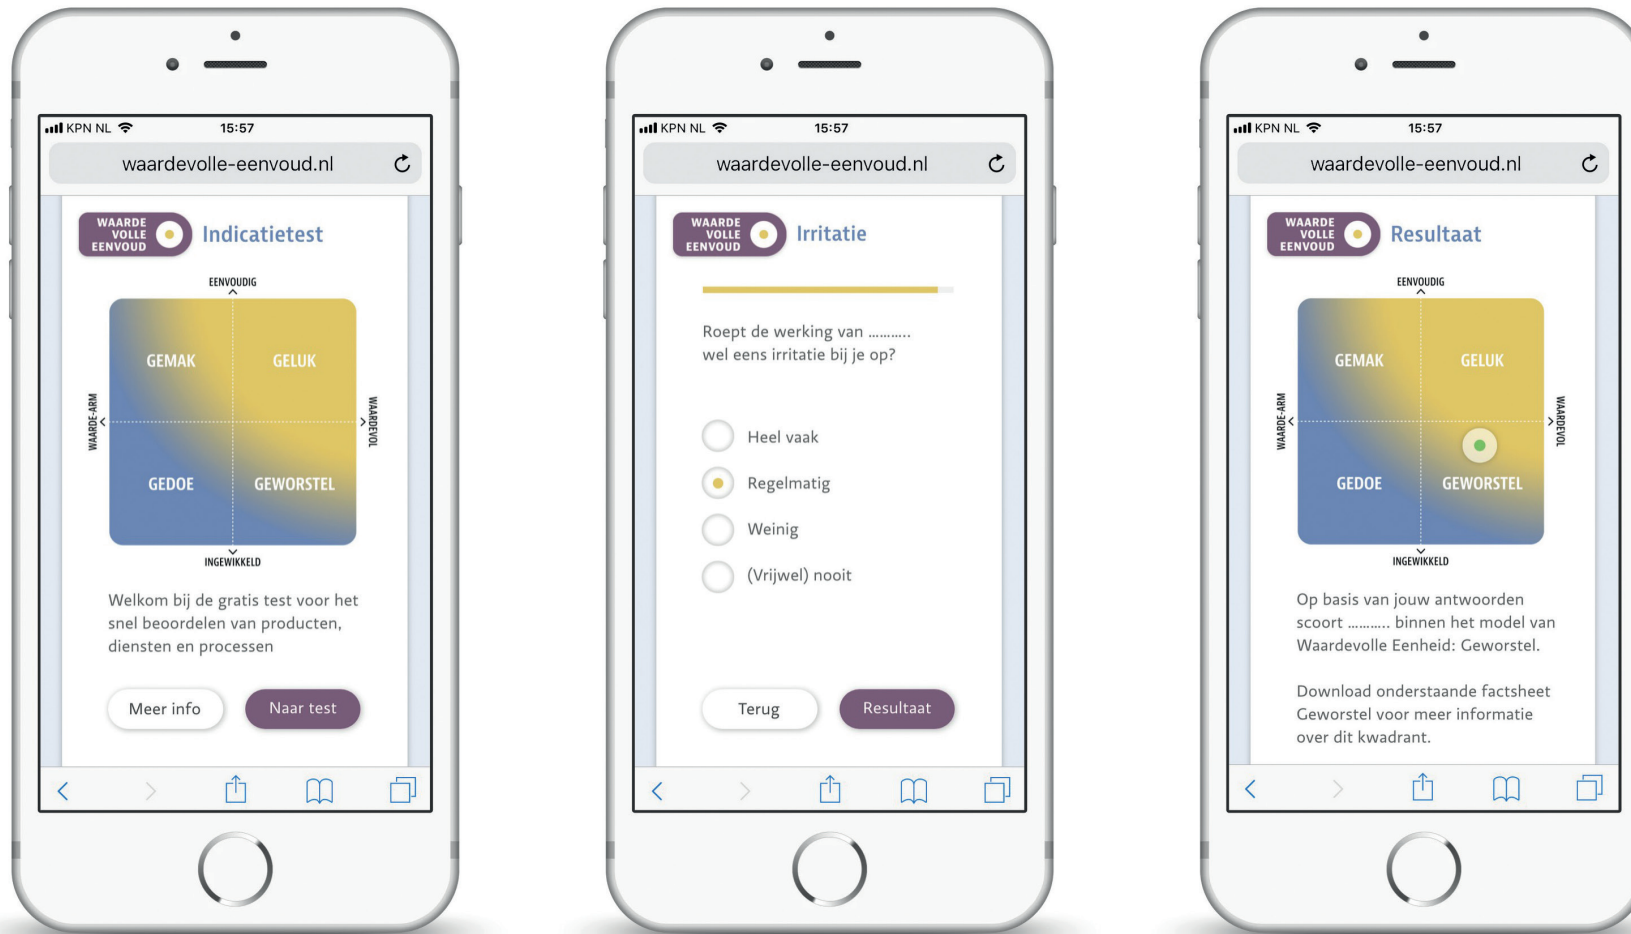 KPN NL
15:57
waardevolle-eenvoud.nl
WAARDE
VOLLE
EENVOUD
Indicatietest
EENVOUDIG
GEMAK
GELUK
WAARDE-ARM
WAARDEVOL
GEDOE
GEWORSTEL
INGEWIKKELD
Welkom bij de gratis test voor het
snel beoordelen van producten,
diensten en processen
Meer info
Naar test
KPN NL
15:57
waardevolle-eenvoud.nl
WAARDE
VOLLE
EENVOUD
Irritatie
Roept de werking van ...........
wel eens irritatie bij je op?
Heel vaak
Regelmatig
Weinig
(Vrijwel) nooit
Terug
Resultaat
KPN NL
15:57
waardevolle-eenvoud.nl
WAARDE
VOLLE
EENVOUD
Resultaat
EENVOUDIG
GEMAK
GELUK
WAARDE-ARM
WAARDEVOL
GEDOE
GEWORSTEL
INGEWIKKELD
Op basis van jouw antwoorden
scoort ........... binnen het model van
Waardevolle Eenheid: Geworstel.
Download onderstaande factsheet
Geworstel voor meer informatie
over dit kwadrant.